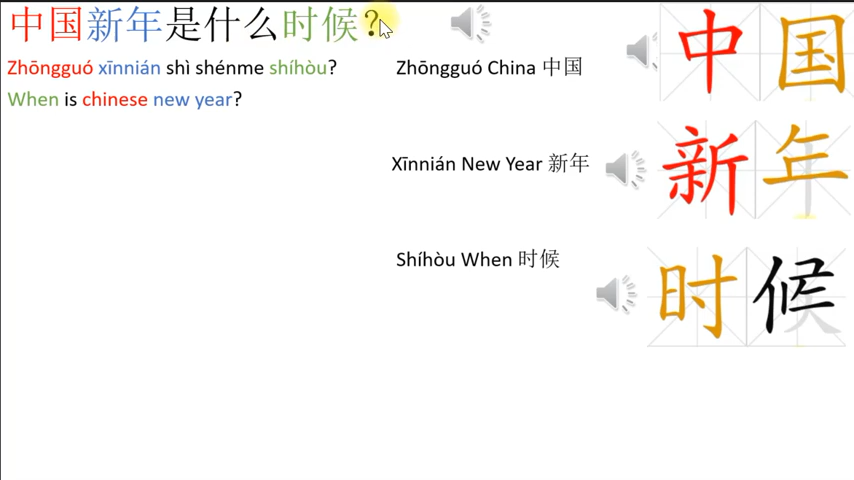 中国新年是什么时候？
Zhōngguó xīnnián shì shénme shíhòu?
When is chinese new year?
Zhōngguó China 中国
中国
Xīnnián New Year 新年
新年
Shíhòu When 时候
时候